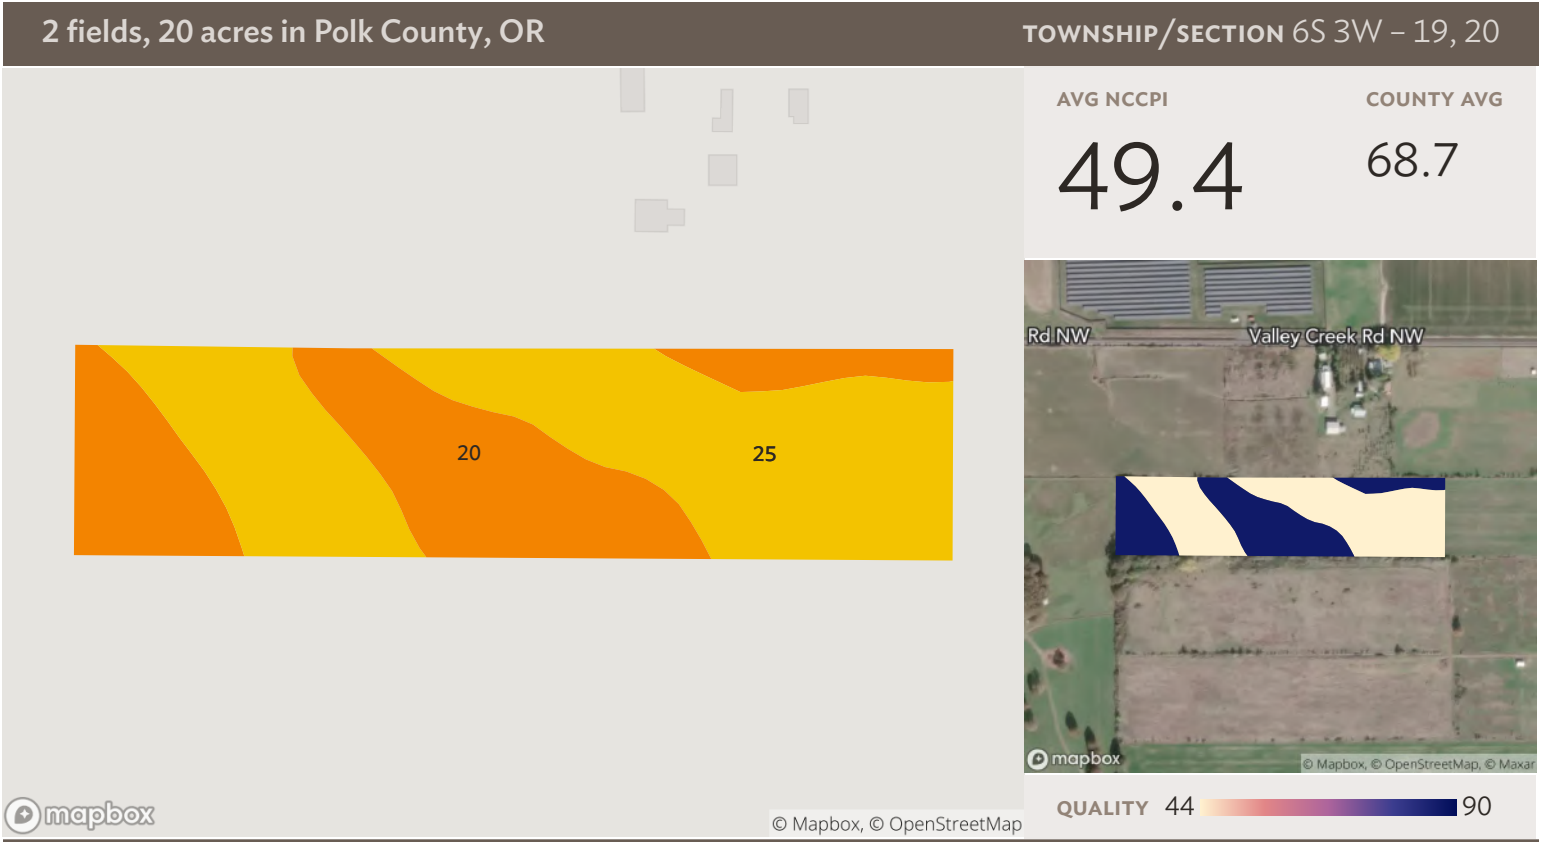 2 fields, 20 acres in Polk County, OR
TOWNSHIP/SECTION 6S 3W – 19, 20
AVG NCCPI
COUNTY AVG
49.4
68.7
Rd NW
Valley Creek Rd NW
20
25
mapbox
© Mapbox, © OpenStreetMap, © Maxar
QUALITY 44 90
mapbox
© Mapbox, © OpenStreetMap